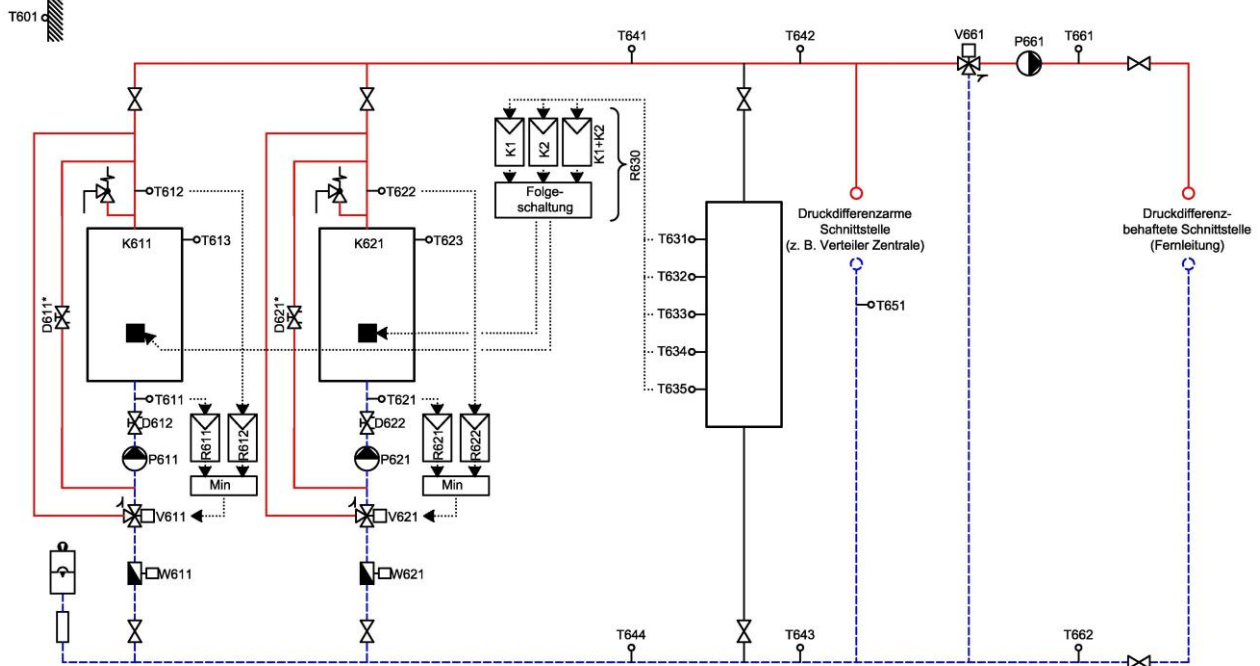 T601
T641
T642
V661
P661
T661
K1
K2
K1+K2
R630
Folge-
schaltung
T612
T622
K611
T613
K621
T623
D611*
D621*
T631
T632
T633
T634
T635
Druckdifferenzarme
Schnittstelle
(z. B. Verteiler Zentrale)
Druckdifferenz-
behaftete Schnittstelle
(Fernleitung)
T651
T611
T621
D612
D622
R611
R612
R621
R622
P611
P621
Min
Min
V611
V621
W611
W621
T644
T643
T662